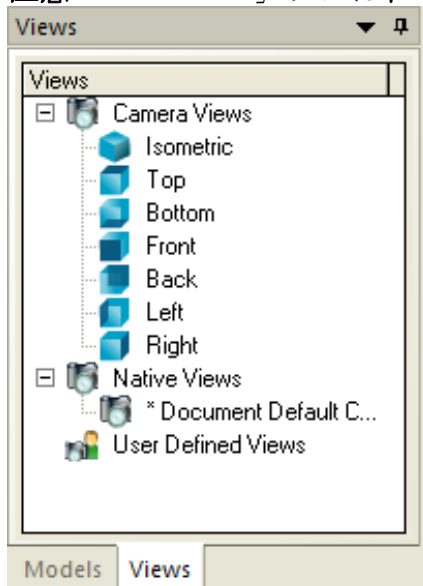 Views
Views
Camera Views
Isometric
Top
Bottom
Front
Back
Left
Right
Native Views
* Document Default C...
User Defined Views
Models Views